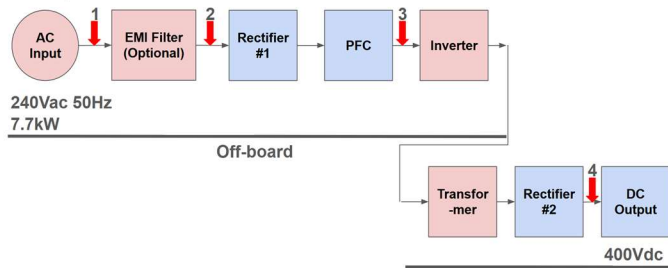 1
2
3
AC
Input
EMI Filter
(Optional)
Rectifier
#1
PFC
Inverter
240Vac 50Hz
7.7kW
Off-board
4
Transfor
-mer
Rectifier
#2
DC
Output
400Vdc